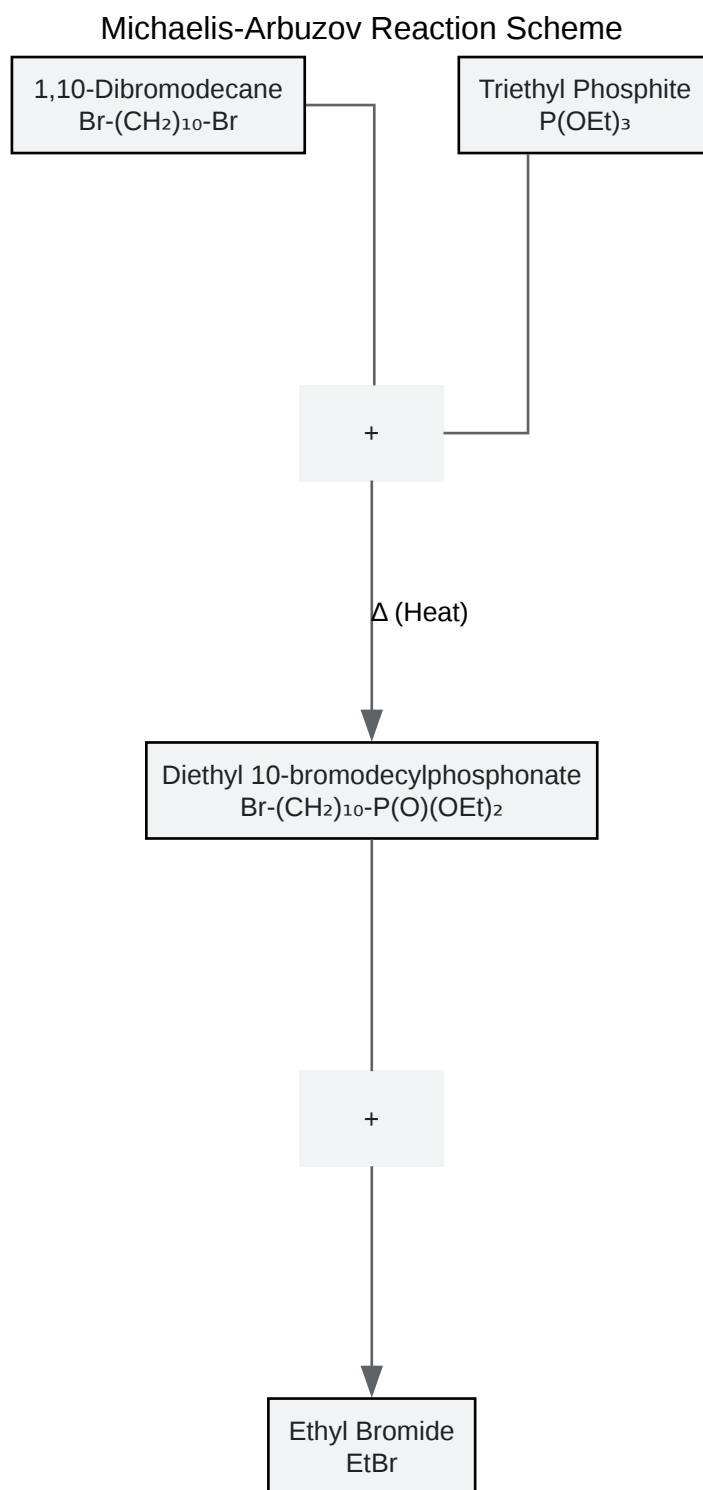 Michaelis-Arbuzov Reaction Scheme
1,10-Dibromodecane
Br-(CH₂)₁₀-Br
Triethyl Phosphite
P(OEt)₃
+
Δ (Heat)
Diethyl 10-bromodecylphosphonate
Br-(CH₂)₁₀-P(O)(OEt)₂
+
Ethyl Bromide
EtBr